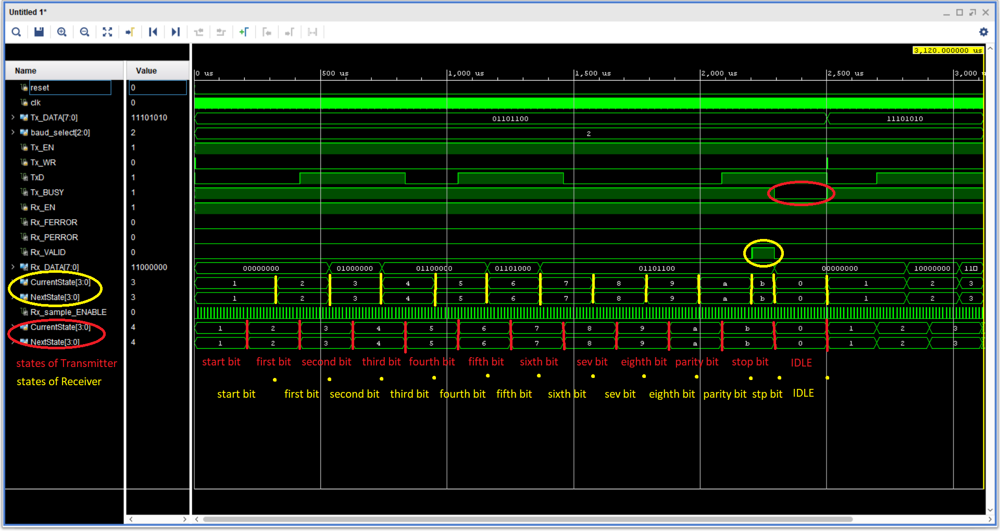 Untitled 1*
3,120.000000 us
Name Value
0 us 500 us 1,000 us 1,500 us 2,000 us 2,500 us 3,000
reset 0
clk 0
Tx_DATA[7:0] 11101010 01101100 11101010
baud_select[2:0] 2 2
Tx_EN 1
Tx_WR 0
TxD 1
Tx_BUSY 1
Rx_EN 1
Rx_FERROR 0
Rx_PERROR 0
Rx_VALID 0
Rx_DATA[7:0] 11000000 00000000 01000000 01100000 01101000 01101100 00000000 10000000 11
CurrentState[3:0] 3 1 2 3 4 5 6 7 8 9 a b 0 1 2 3
NextState[3:0] 3 1 2 3 4 5 6 7 8 9 a b 0 1 2 3
Rx_sample_ENABLE 0
CurrentState[3:0] 4 1 2 3 4 5 6 7 8 9 a b 0 1 2 3
NextState[3:0] 4 1 2 3 4 5 6 7 8 9 a b 0 1 2 3
states of Transmitter start bit first bit second bit third bit fourth bit fifth bit sixth bit sev bit eighth bit parity bit stop bit IDLE
states of Receiver
start bit first bit second bit third bit fourth bit fifth bit sixth bit sev bit eighth bit parity bit stp bit IDLE